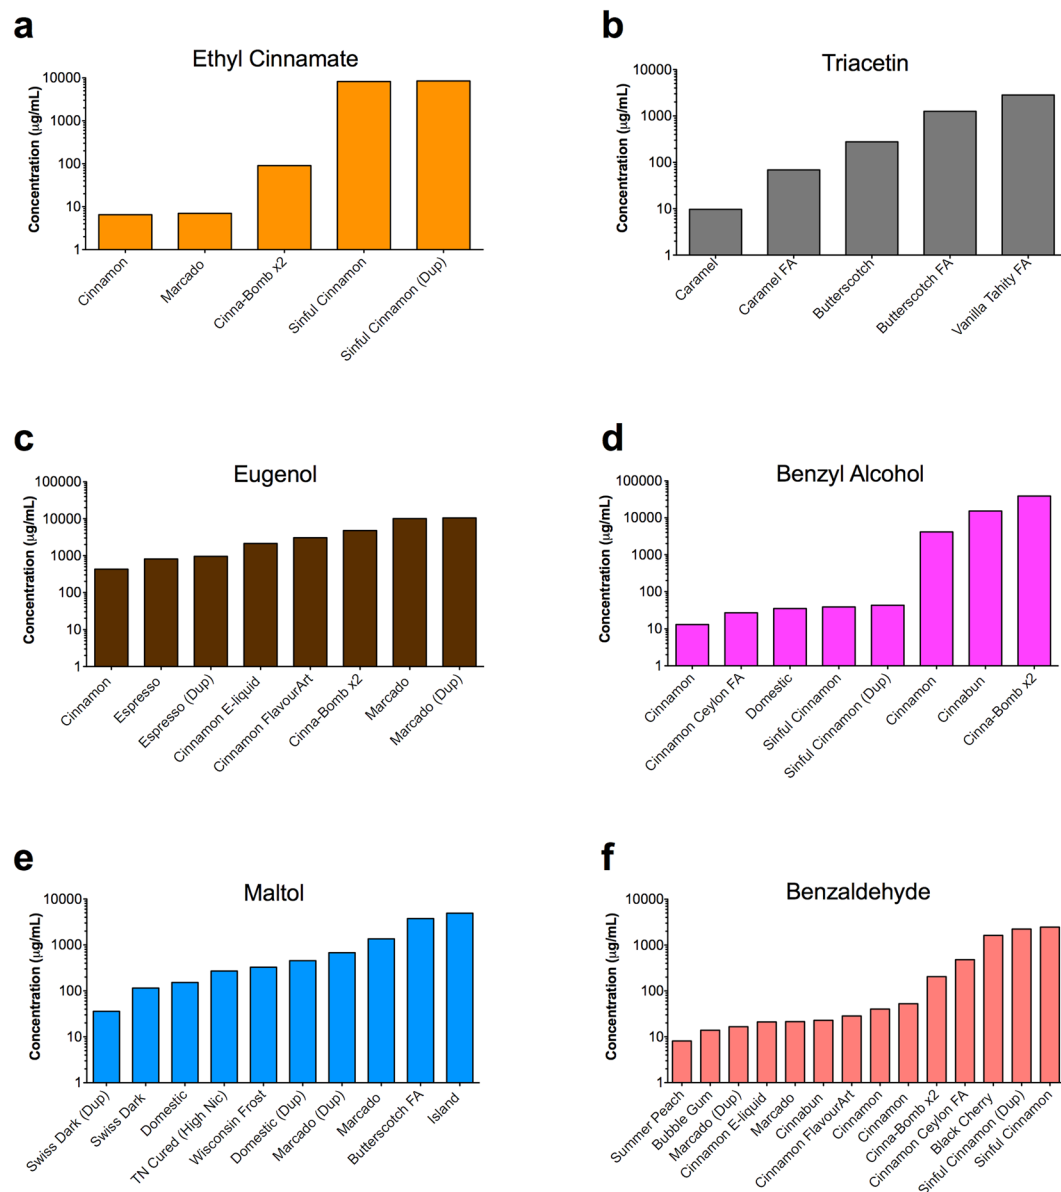 a
Ethyl Cinnamate
Concentration (µg/mL)
10000
1000
100
10
1
Cinnamon
Marcado
Cinna-Bomb x2
Sinful Cinnamon
Sinful Cinnamon (Dup)
b
Triacetin
Concentration (µg/mL)
10000
1000
100
10
1
Caramel
Caramel FA
Butterscotch
Butterscotch FA
Vanilla Tahity FA
c
Eugenol
Concentration (µg/mL)
100000
10000
1000
100
10
1
Cinnamon
Espresso
Espresso (Dup)
Cinnamon E-liquid
Cinnamon FlavourArt
Cinna-Bomb x2
Marcado
Marcado (Dup)
d
Benzyl Alcohol
Concentration (µg/mL)
100000
10000
1000
100
10
1
Cinnamon
Cinnamon Ceylon FA
Domestic
Sinful Cinnamon
Sinful Cinnamon (Dup)
Cinnamon
Cinnabun
Cinna-Bomb x2
e
Maltol
Concentration (µg/mL)
10000
1000
100
10
1
Swiss Dark (Dup)
Swiss Dark
Domestic
TN Cured (High Nic)
Wisconsin Frost
Domestic (Dup)
Marcado (Dup)
Marcado
Butterscotch FA
Island
f
Benzaldehyde
Concentration (µg/mL)
10000
1000
100
10
1
Summer Peach
Bubble Gum
Marcado (Dup)
Cinnamon E-liquid
Marcado
Cinnabun
Cinnamon FlavourArt
Cinnamon
Cinnamon
Cinna-Bomb x2
Cinnamon Ceylon FA
Black Cherry
Sinful Cinnamon (Dup)
Sinful Cinnamon